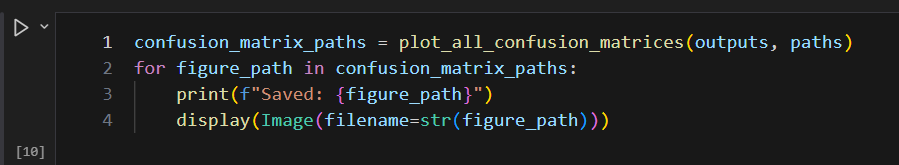 1 confusion_matrix_paths = plot_all_confusion_matrices(outputs, paths)
2 for figure_path in confusion_matrix_paths:
3     print(f"Saved: {figure_path}")
4     display(Image(filename=str(figure_path)))
[10]